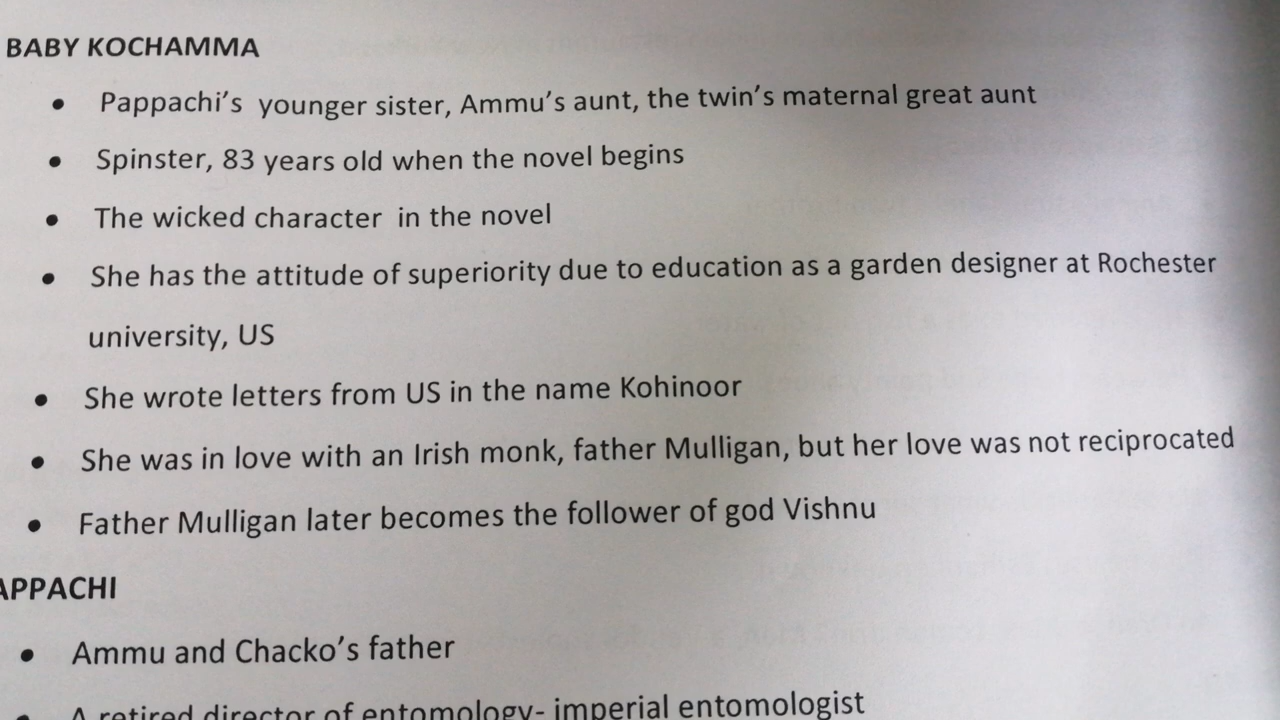 BABY KOCHAMMA
• Pappachi's younger sister, Ammu's aunt, the twin's maternal great aunt
• Spinster, 83 years old when the novel begins
• The wicked character in the novel
• She has the attitude of superiority due to education as a garden designer at Rochester
university, US
• She wrote letters from US in the name Kohinoor
• She was in love with an Irish monk, father Mulligan, but her love was not reciprocated
• Father Mulligan later becomes the follower of god Vishnu
APPACHI
• Ammu and Chacko's father
• A retired director of entomology- imperial entomologist